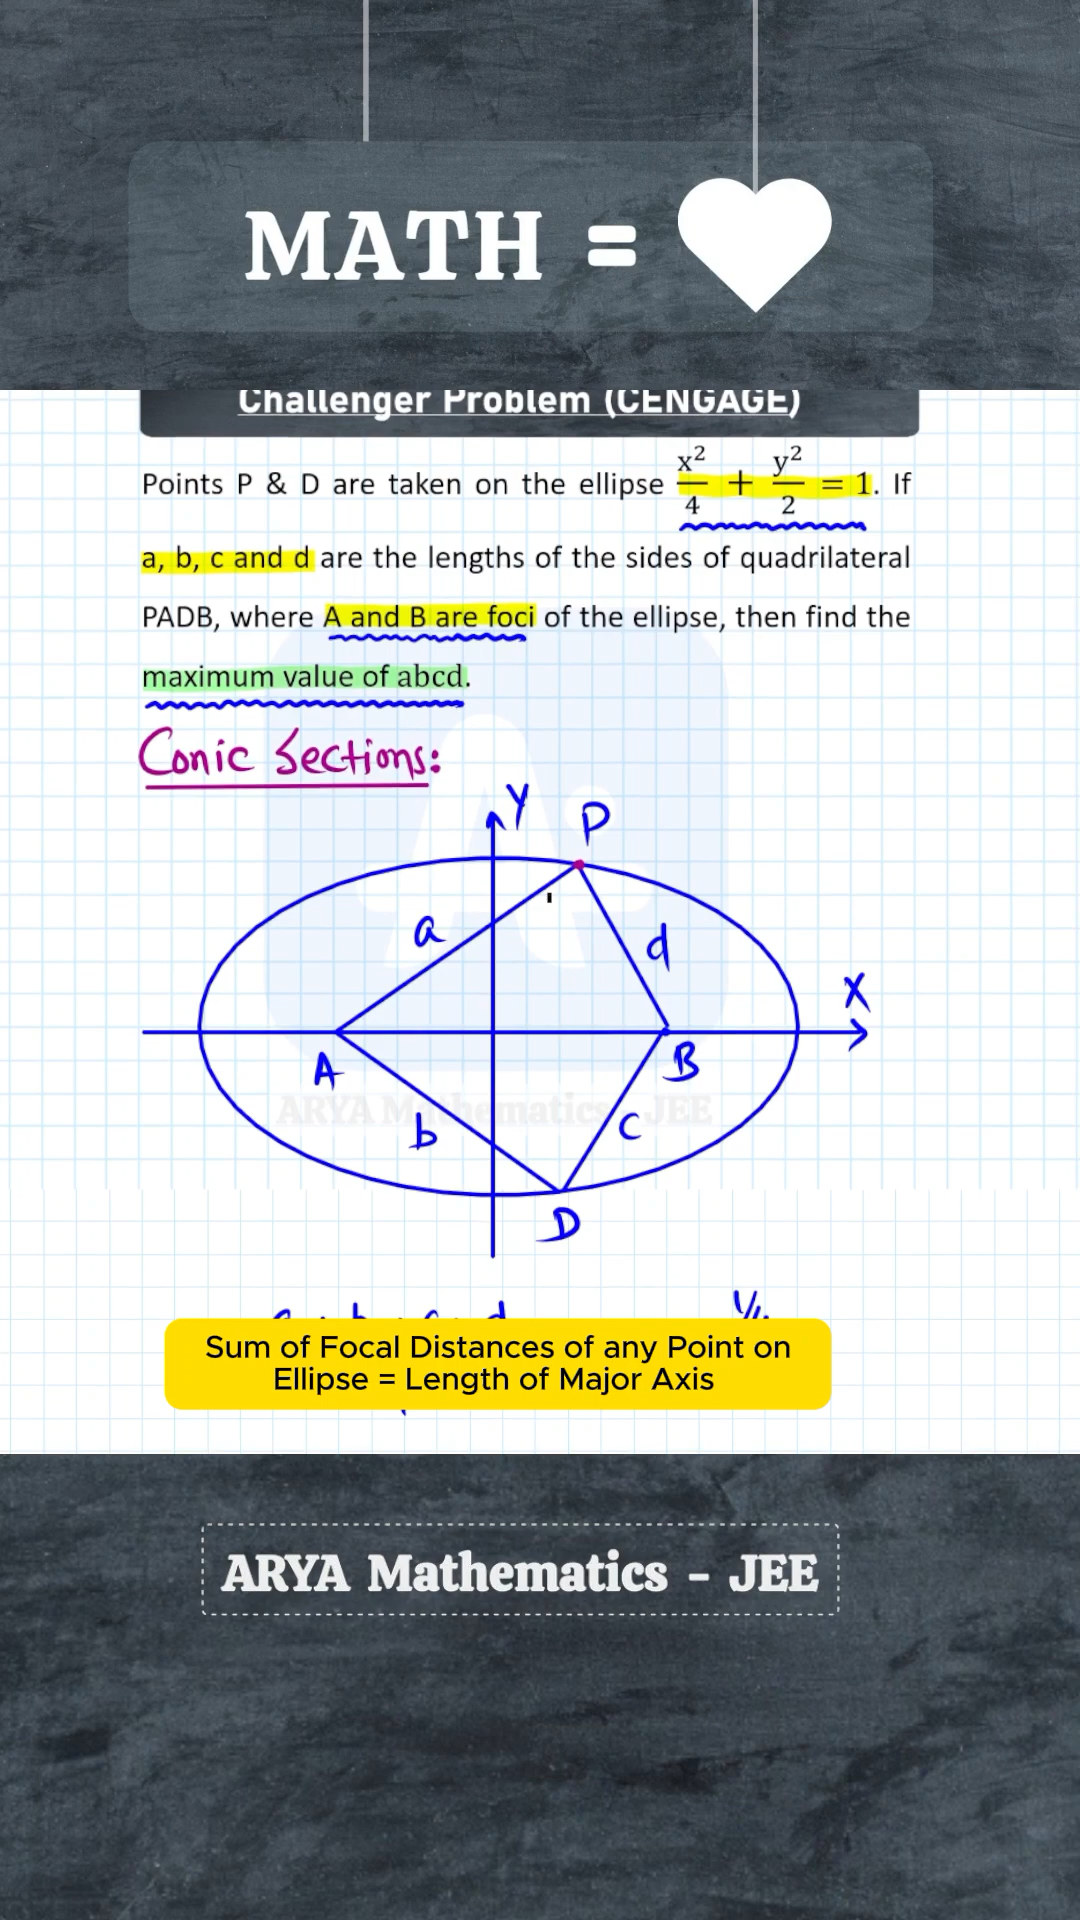 MATH =
Challenger Problem (CENGAGE)
Points P & D are taken on the ellipse x²/4 + y²/2 = 1. If
a, b, c and d are the lengths of the sides of quadrilateral
PADB, where A and B are foci of the ellipse, then find the
maximum value of abcd.
Conic Sections:
Y
P
a
d
X
A
B
ARYA Mathematics - JEE
b
c
D
Sum of Focal Distances of any Point on
Ellipse = Length of Major Axis
ARYA Mathematics - JEE